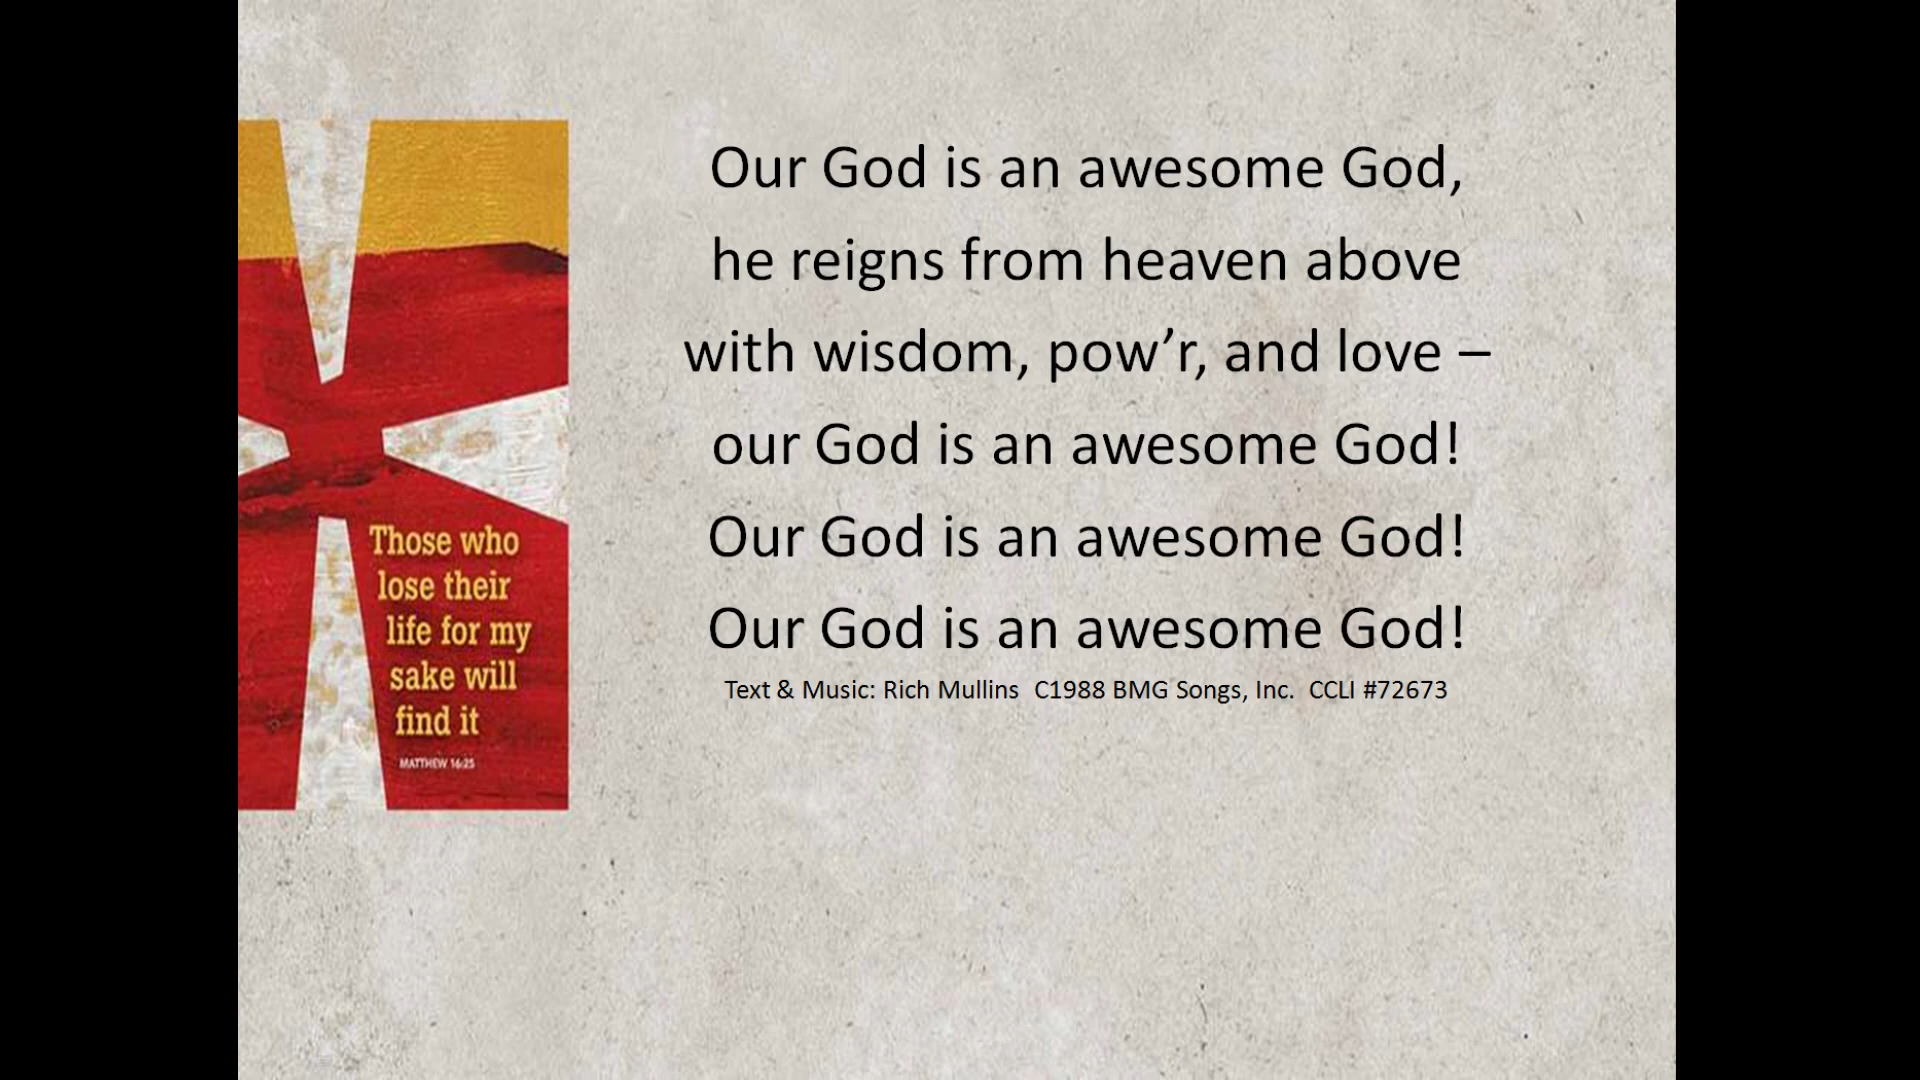 Our God is an awesome God,
he reigns from heaven above
with wisdom, pow’r, and love –
our God is an awesome God!
Our God is an awesome God!
Our God is an awesome God!
Text & Music: Rich Mullins  C1988 BMG Songs, Inc.  CCLI #72673
Those who
lose their
life for my
sake will
find it
MATTHEW 16:25